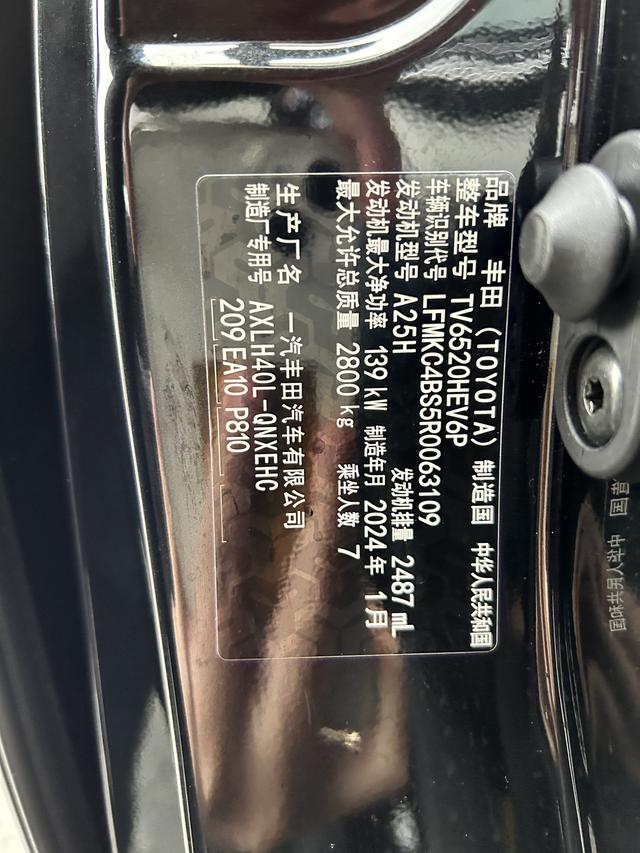 品牌 丰田(TOYOTA) 制造国 中华人民共和国
整车型号 TV6520HEV6P
车辆识别代号 LFMKC4BS5R0063109
发动机型号 A25H 发动机排量 2487 mL
发动机最大净功率 139 kW 制造年月 2024年 1月
最大允许总质量 2800 kg 乘坐人数 7
生产厂名 一汽丰田汽车有限公司
制造厂专用号 AXLH40L-QNXEHC
209 EA10 P810